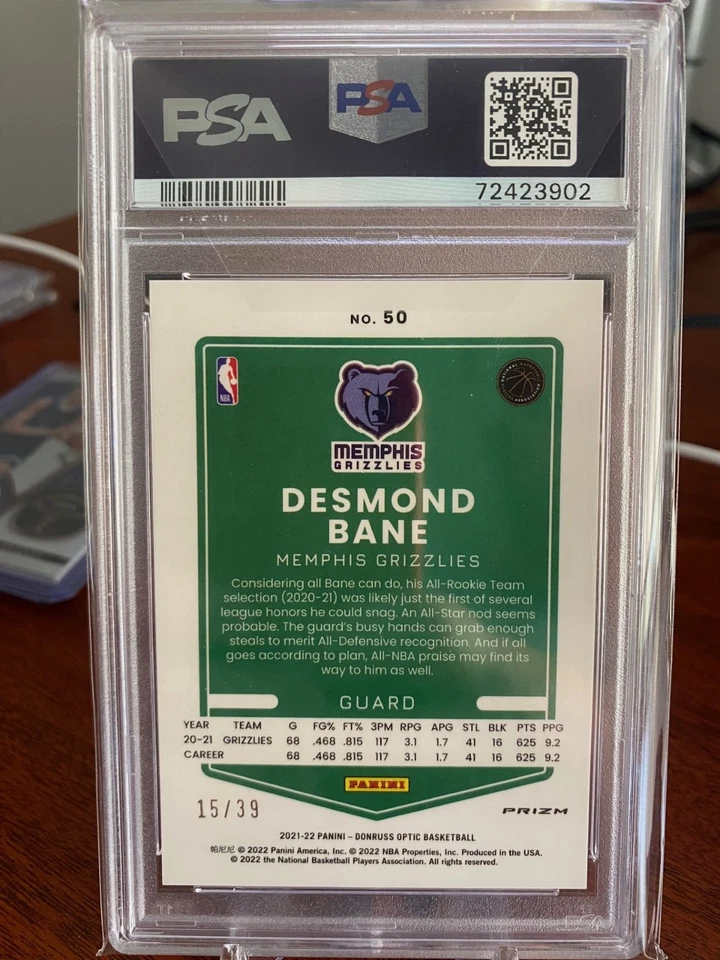 PSA
PSA
72423902
NO. 50
NBA
MEMPHIS
GRIZZLIES
DESMOND
BANE
MEMPHIS GRIZZLIES
Considering all Bane can do, his All-Rookie Team
selection (2020-21) was likely just the first of several
league honors he could snag. An All-Star nod seems
probable. The guard's busy hands can grab enough
steals to merit All-Defensive recognition. And if all
goes according to plan, All-NBA praise may find its
way to him as well.
GUARD
YEAR TEAM G FG% FT% 3PM RPG APG STL BLK PTS PPG
20-21 GRIZZLIES 68 .468 .815 117 3.1 1.7 41 16 625 9.2
CAREER 68 .468 .815 117 3.1 1.7 41 16 625 9.2
PANINI
15/39
PRIZM
2021-22 PANINI – DONRUSS OPTIC BASKETBALL
帕尼尼 © 2022 Panini America, Inc. © 2022 NBA Properties, Inc. Produced in the USA.
© 2022 the National Basketball Players Association. All rights reserved.